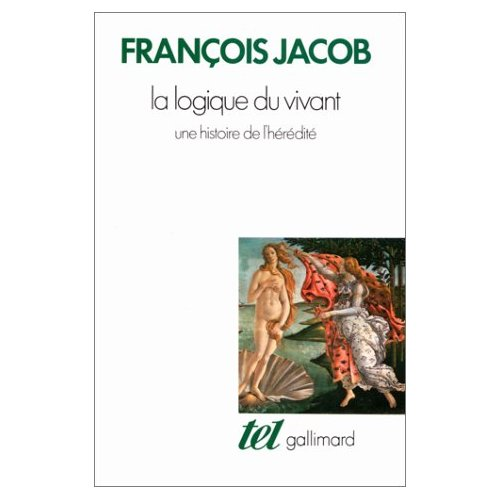 FRANÇOIS JACOB
la logique du vivant
une histoire de l'hérédité
tel gallimard